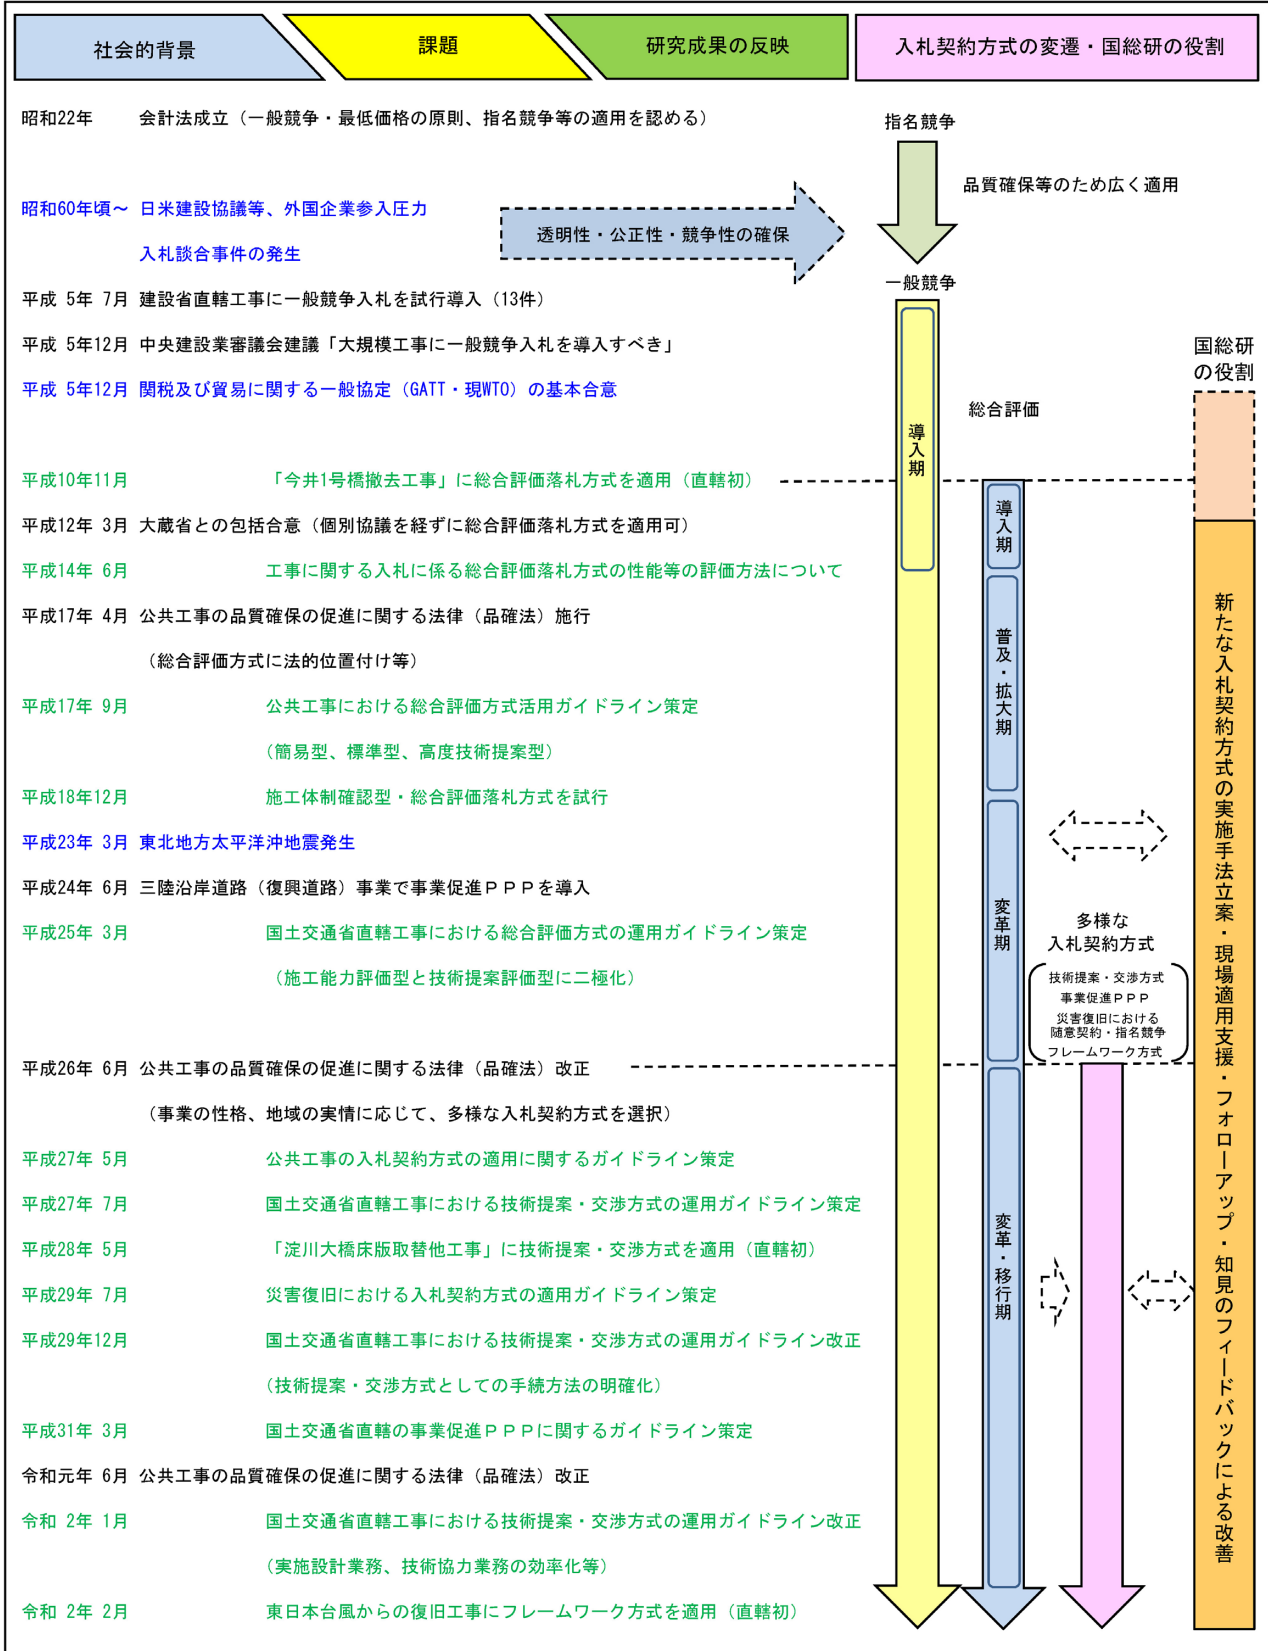 社会的背景
課題
研究成果の反映
入札契約方式の変遷・国総研の役割
昭和22年 会計法成立（一般競争・最低価格の原則、指名競争等の適用を認める）
指名競争
品質確保等のため広く適用
昭和60年頃～ 日米建設協議等、外国企業参入圧力
透明性・公正性・競争性の確保
入札談合事件の発生
一般競争
平成 5年 7月 建設省直轄工事に一般競争入札を試行導入（13件）
平成 5年12月 中央建設業審議会建議「大規模工事に一般競争入札を導入すべき」
国総研
の役割
平成 5年12月 関税及び貿易に関する一般協定（GATT・現WTO）の基本合意
総合評価
導入期
平成10年11月 「今井1号橋撤去工事」に総合評価落札方式を適用（直轄初）
導入期
平成12年 3月 大蔵省との包括合意（個別協議を経ずに総合評価落札方式を適用可）
平成14年 6月 工事に関する入札に係る総合評価落札方式の性能等の評価方法について
平成17年 4月 公共工事の品質確保の促進に関する法律（品確法）施行
（総合評価方式に法的位置付け等）
普及・拡大期
新たな入札契約方式の実施手法立案・現場適用支援・フォローアップ・知見のフィードバックによる改善
平成17年 9月 公共工事における総合評価方式活用ガイドライン策定
（簡易型、標準型、高度技術提案型）
平成18年12月 施工体制確認型・総合評価落札方式を試行
平成23年 3月 東北地方太平洋沖地震発生
平成24年 6月 三陸沿岸道路（復興道路）事業で事業促進ＰＰＰを導入
変革期
平成25年 3月 国土交通省直轄工事における総合評価方式の運用ガイドライン策定
（施工能力評価型と技術提案評価型に二極化）
多様な
入札契約方式
技術提案・交渉方式
事業促進ＰＰＰ
災害復旧における
随意契約・指名競争
フレームワーク方式
平成26年 6月 公共工事の品質確保の促進に関する法律（品確法）改正
（事業の性格、地域の実情に応じて、多様な入札契約方式を選択）
平成27年 5月 公共工事の入札契約方式の適用に関するガイドライン策定
平成27年 7月 国土交通省直轄工事における技術提案・交渉方式の運用ガイドライン策定
平成28年 5月 「淀川大橋床版取替他工事」に技術提案・交渉方式を適用（直轄初）
変革・移行期
平成29年 7月 災害復旧における入札契約方式の適用ガイドライン策定
平成29年12月 国土交通省直轄工事における技術提案・交渉方式の運用ガイドライン改正
（技術提案・交渉方式としての手続方法の明確化）
平成31年 3月 国土交通省直轄の事業促進ＰＰＰに関するガイドライン策定
令和元年 6月 公共工事の品質確保の促進に関する法律（品確法）改正
令和 2年 1月 国土交通省直轄工事における技術提案・交渉方式の運用ガイドライン改正
（実施設計業務、技術協力業務の効率化等）
令和 2年 2月 東日本台風からの復旧工事にフレームワーク方式を適用（直轄初）